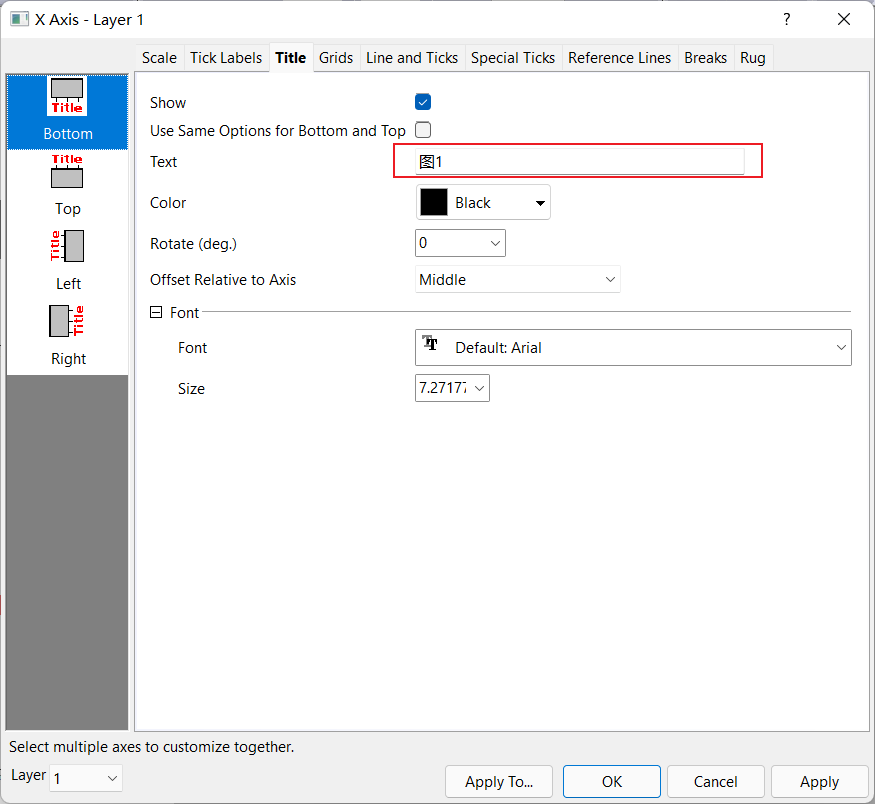 X Axis - Layer 1 ?
Scale Tick Labels Title Grids Line and Ticks Special Ticks Reference Lines Breaks Rug
Title
Bottom
Title
Top
Title
Left
Title
Right
Show
Use Same Options for Bottom and Top
Text 图1
Color Black
Rotate (deg.) 0
Offset Relative to Axis Middle
Font
Font Default: Arial
Size 7.27177
Select multiple axes to customize together.
Layer 1
Apply To... OK Cancel Apply